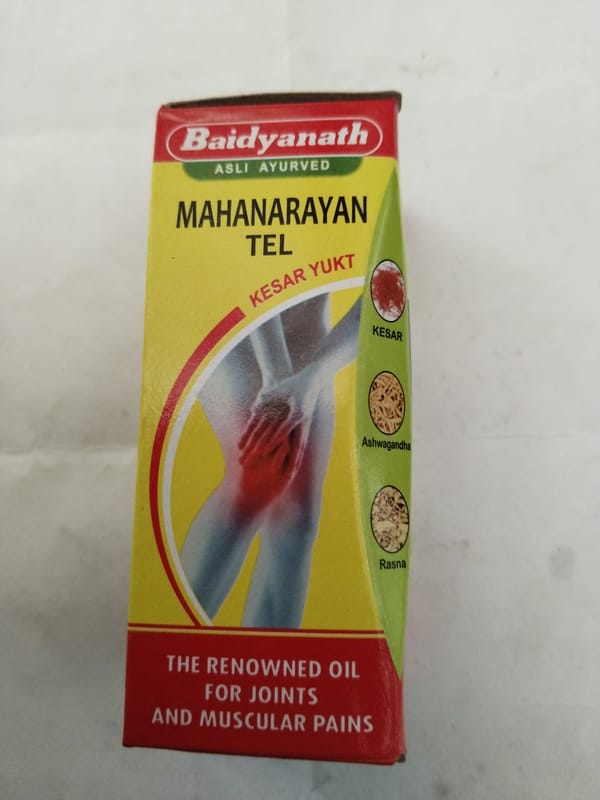 Baidyanath
ASLI AYURVED
MAHANARAYAN
TEL
KESAR YUKT
KESAR
Ashwagandha
Rasna
THE RENOWNED OIL
FOR JOINTS
AND MUSCULAR PAINS